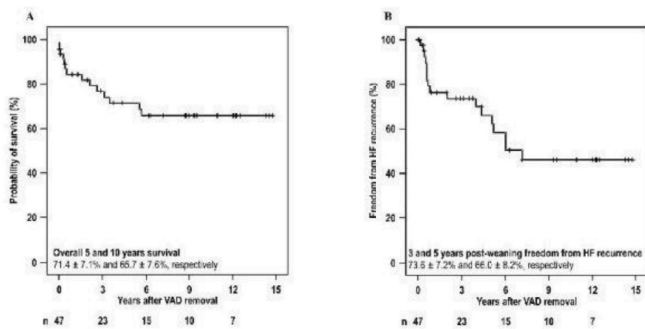 A
100
80
60
40
20
0
Probability of survival (%)
Overall 5 and 10 years survival
71.4 ± 7.1% and 65.7 ± 7.6%, respectively
0 3 6 9 12 15
Years after VAD removal
n 47 23 15 10 7
B
100
80
60
40
20
0
Freedom from HF recurrence (%)
3 and 5 years post-weaning freedom from HF recurrence
73.6 ± 7.2% and 66.0 ± 8.2%, respectively
0 3 6 9 12 15
Years after VAD removal
n 47 23 15 10 7